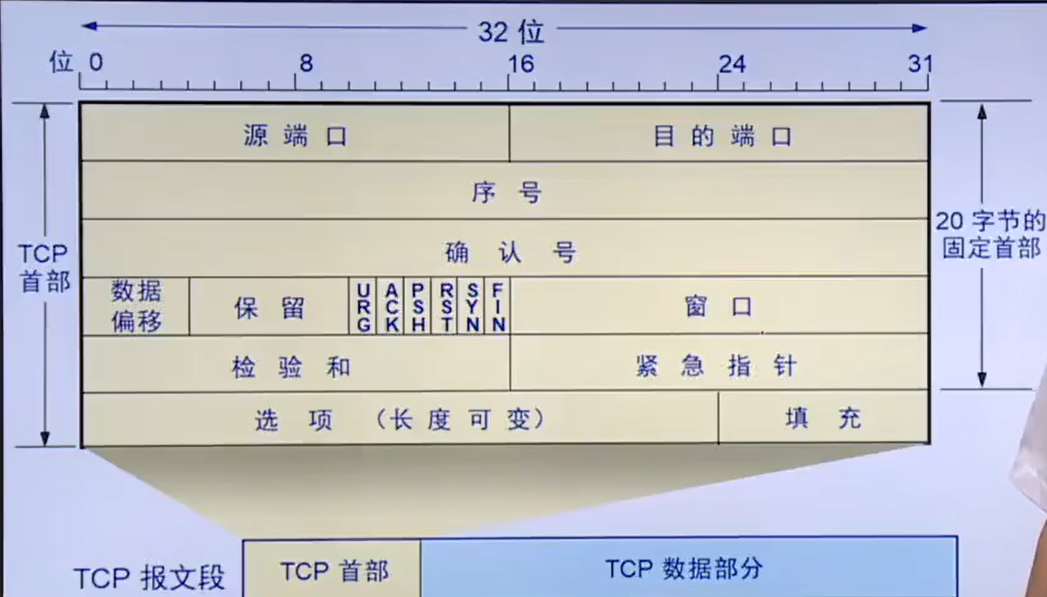 32 位
位 0 8 16 24 31
源 端 口 目 的 端 口
序 号
确 认 号
TCP
首部
20 字节的
固定首部
数据
偏移
保 留
URG
ACK
PSH
RST
SYN
FIN
窗 口
检 验 和 紧 急 指 针
选 项 （长 度 可 变） 填 充
TCP 报文段 TCP 首部 TCP 数据部分